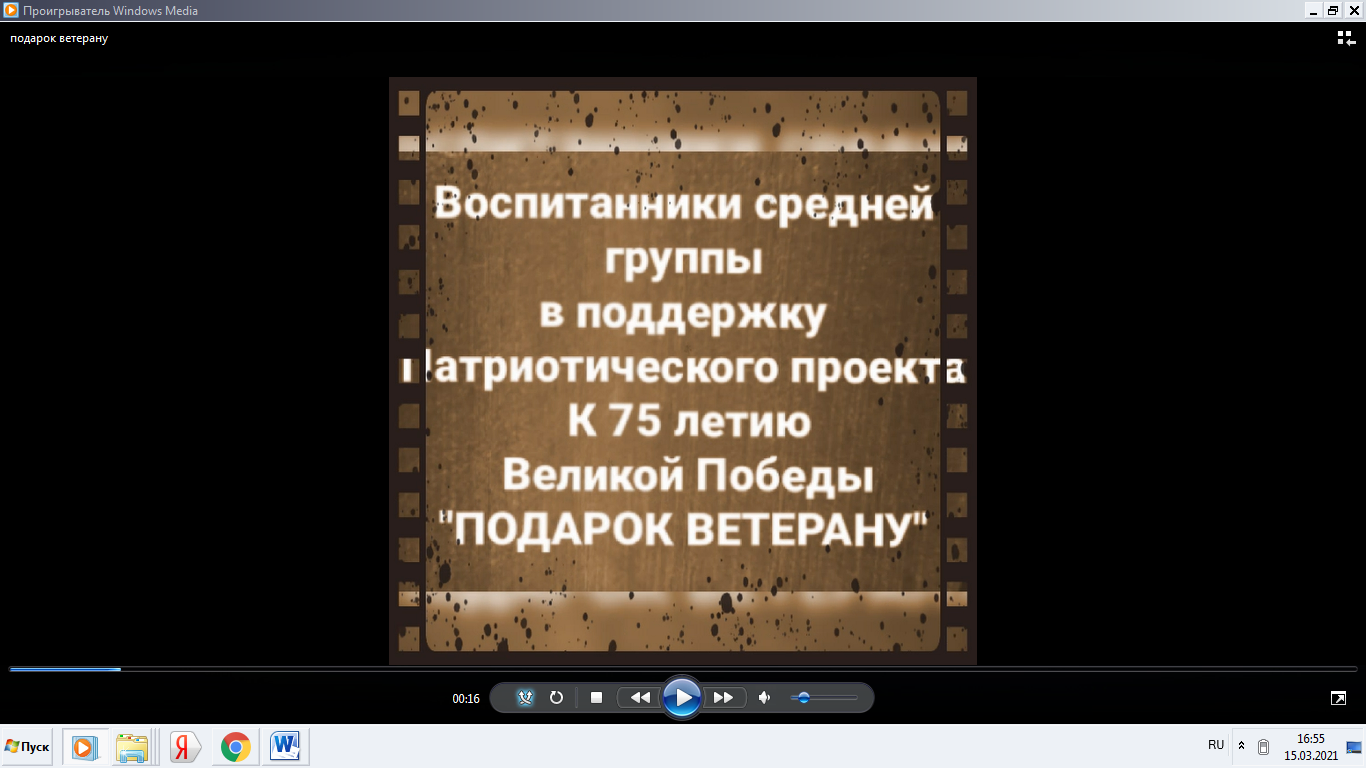 Проигрыватель Windows Media
подарок ветерану
Воспитанники средней
группы
в поддержку
Патриотического проекта
К 75 летию
Великой Победы
"ПОДАРОК ВЕТЕРАНУ"
00:16
Пуск
Я
W
RU
16:55
15.03.2021